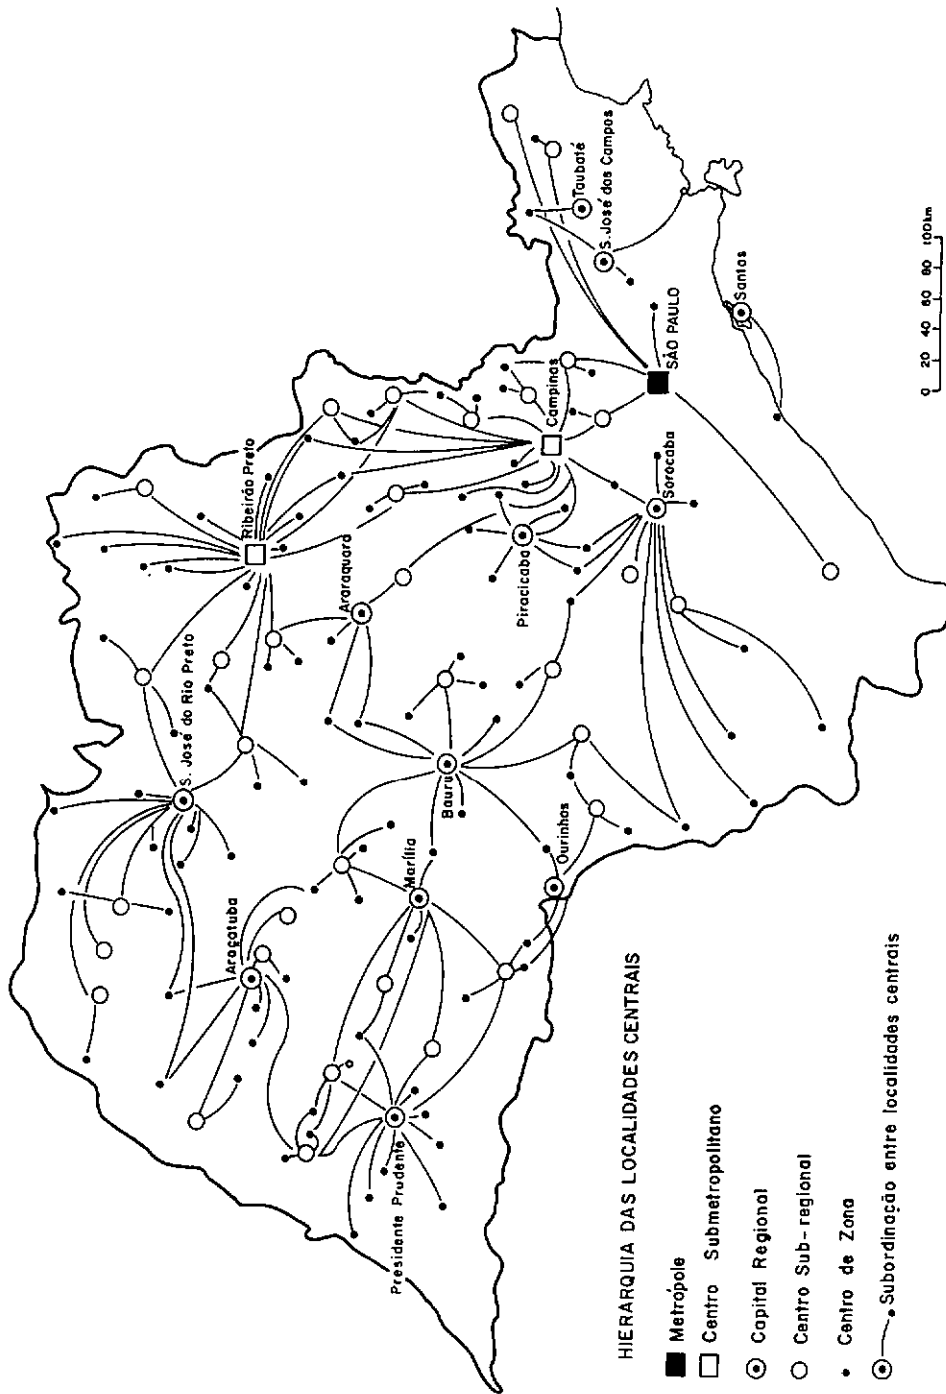 S. José do Rio Preto
Ribeirão Preto
Araçatuba
Araraquara
Presidente Prudente
Marília
Bauru
Piracicaba
Campinas
Ourinhos
Sorocaba
SÃO PAULO
Taubaté
S. José dos Campos
Santos
HIERARQUIA DAS LOCALIDADES CENTRAIS
Metrópole
Centro Submetropolitano
Capital Regional
Centro Sub-regional
Centro de Zona
Subordinação entre localidades centrais
0 20 40 60 80 100km